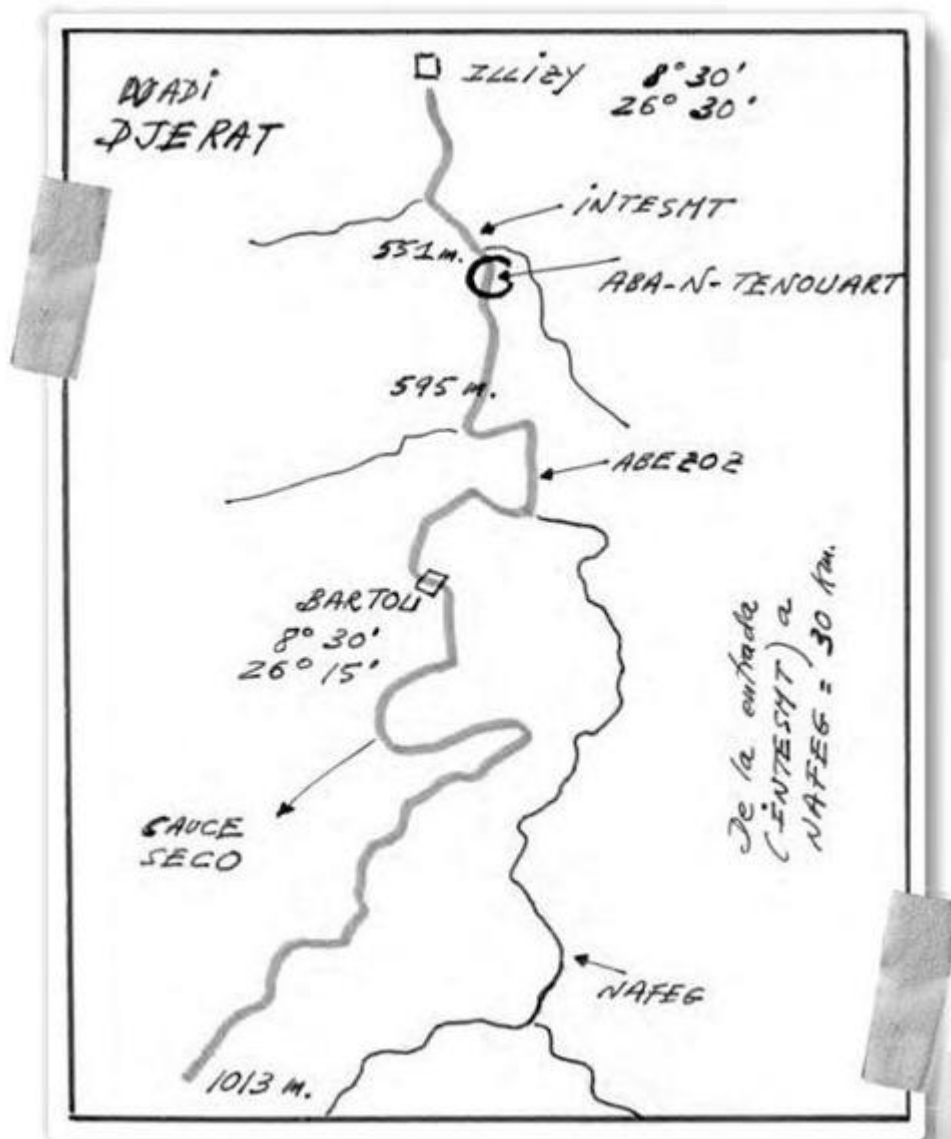 WADI
DJERAT
ILLIZY 8° 30'
26° 30'
INTESMT
551 m.
ABA-N-TENOUART
595 m.
ABEZOZ
BARTOLI
8° 30'
26° 15'
CAUCE
SECO
De la entrada
(INTESMT) a
NAFEG = 30 Km.
NAFEG
1013 m.